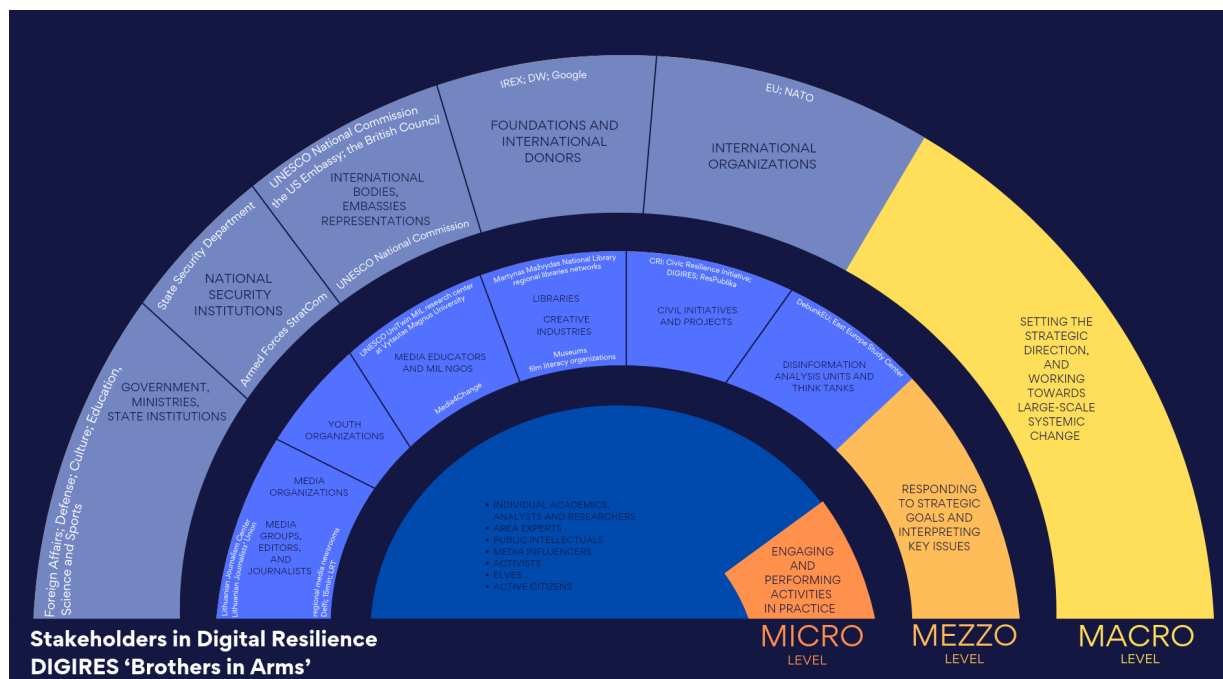 Foreign Affairs; Defense; Culture; Education,
Science and Sports
GOVERNMENT,
MINISTRIES,
STATE INSTITUTIONS
State Security Department
NATIONAL
SECURITY
INSTITUTIONS
Armed Forces StratCom
UNESCO National Commission
the US Embassy; the British Council
INTERNATIONAL
BODIES,
EMBASSIES
REPRESENTATIONS
UNESCO National Commission
IREX; DW; Google
FOUNDATIONS AND
INTERNATIONAL
DONORS
EU; NATO
INTERNATIONAL
ORGANIZATIONS
SETTING THE
STRATEGIC
DIRECTION,
AND
WORKING
TOWARDS
LARGE-SCALE
SYSTEMIC
CHANGE
MEDIA
ORGANIZATIONS
MEDIA
GROUPS,
EDITORS,
AND
JOURNALISTS
Lithuanian Journalism Center
Lithuanian Journalists' Union
regional media newsrooms
Delfi; 15min; LRT
YOUTH
ORGANIZATIONS
UNESCO UniTwin MIL research center
at Vytautas Magnus University
MEDIA EDUCATORS
AND MIL NGOS
Media4Change
Martynas Mažvydas National Library
regional libraries networks
LIBRARIES
CREATIVE
INDUSTRIES
Museums
film literacy organizations
CRI: Civic Resilience Initiative;
DIGIRES; ResPublika
CIVIL INITIATIVES
AND PROJECTS
DebunkEU; East Europe Study Center
DISINFORMATION
ANALYSIS UNITS AND
THINK TANKS
RESPONDING
TO STRATEGIC
GOALS AND
INTERPRETING
KEY ISSUES
• INDIVIDUAL ACADEMICS,
ANALYSTS AND RESEARCHERS
• AREA EXPERTS
• PUBLIC INTELLECTUALS
• MEDIA INFLUENCERS
• ACTIVISTS
• ELVES
• ACTIVE CITIZENS
ENGAGING
AND
PERFORMING
ACTIVITIES
IN PRACTICE
Stakeholders in Digital Resilience
DIGIRES ‘Brothers in Arms’
MICRO
LEVEL
MEZZO
LEVEL
MACRO
LEVEL